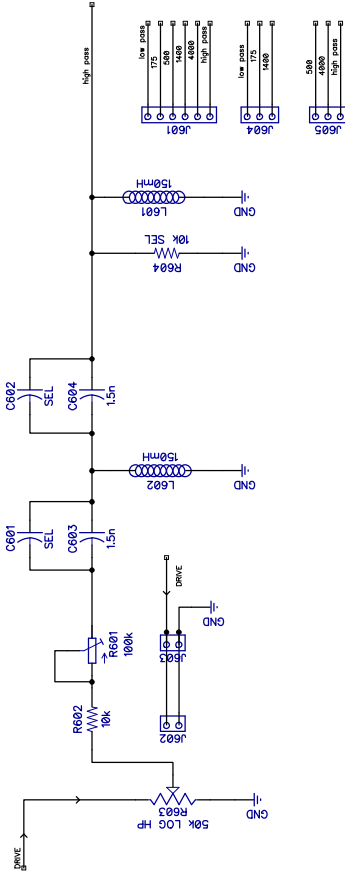 high pass
low pass
175
500
1400
4000
high pass
J601
low pass
175
1400
J604
500
4000
high pass
J605
150mH
L601
GND
10k SEL
R604
GND
C602
SEL
C604
1.5n
150mH
L602
GND
C601
SEL
C603
1.5n
R601
100k
R602
10k
DRIVE
J603
GND
J602
R603
50k LOG HP
GND
DRIVE